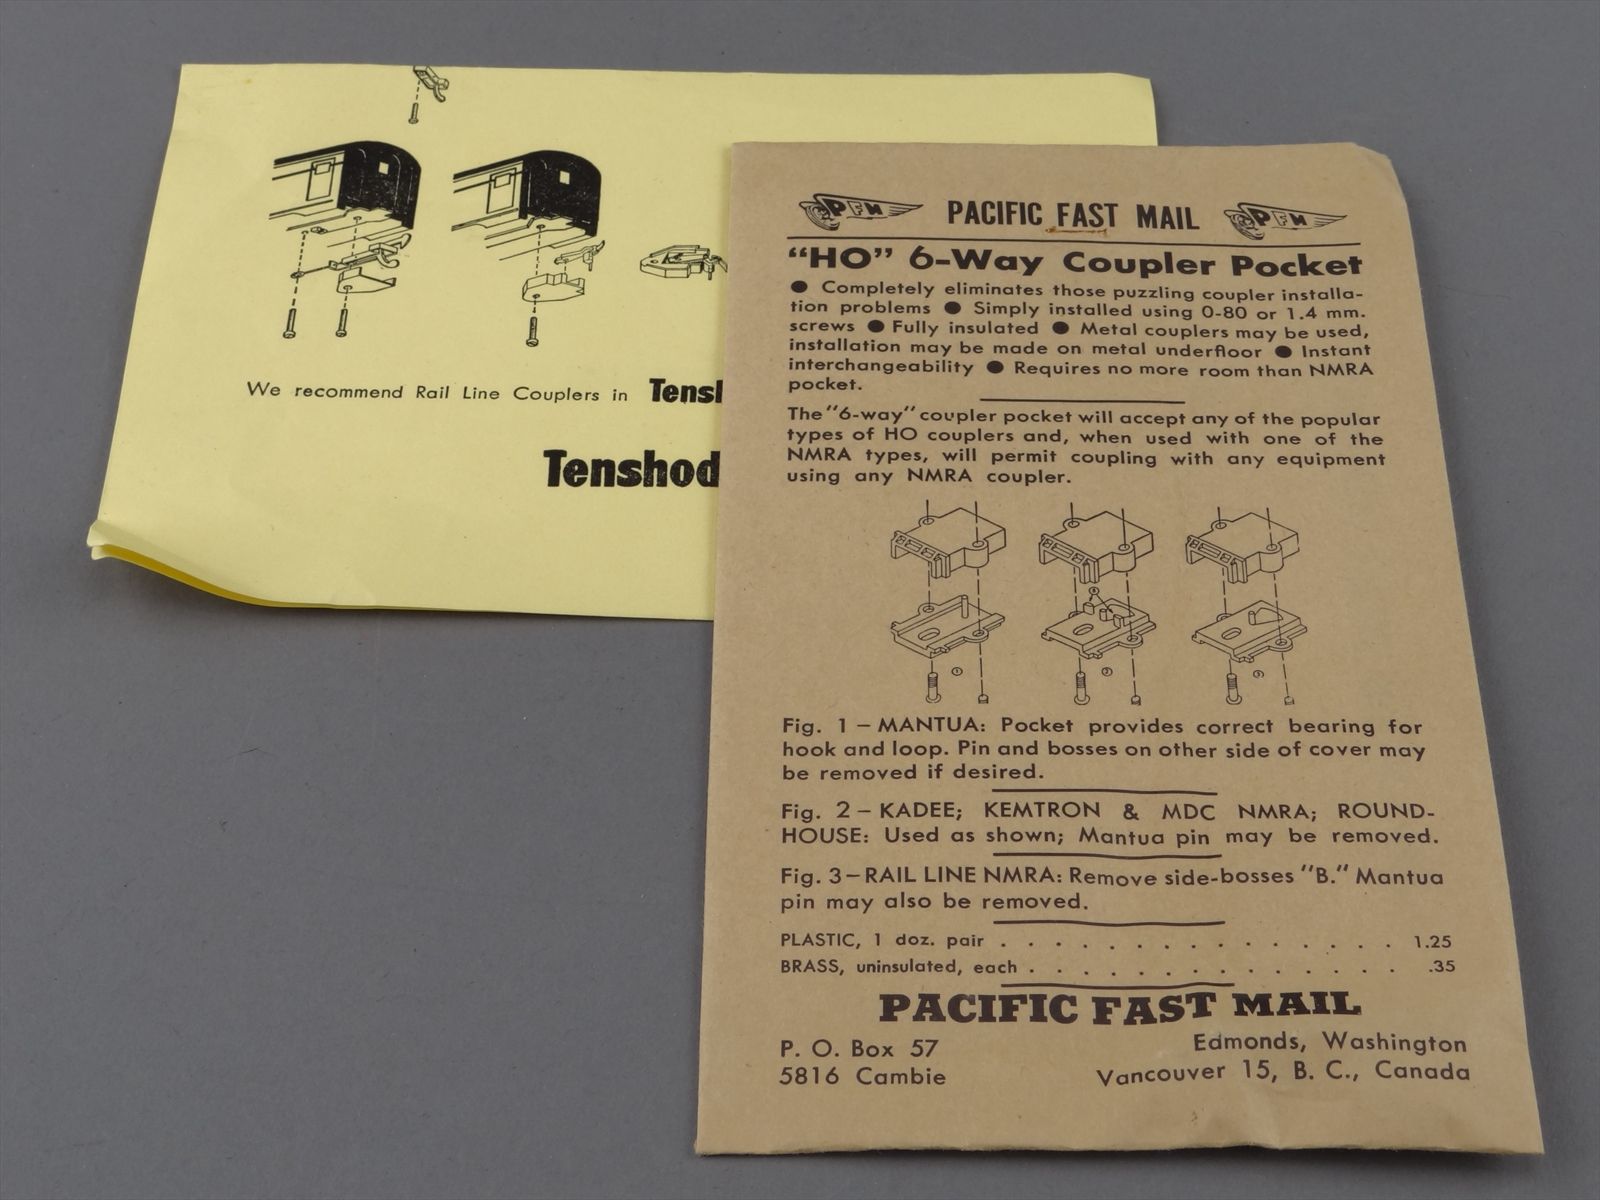 We recommend Rail Line Couplers in
PFM PACIFIC FAST MAIL PFM
“HO” 6-Way Coupler Pocket
● Completely eliminates those puzzling coupler installa-
tion problems ● Simply installed using 0-80 or 1.4 mm.
screws ● Fully insulated ● Metal couplers may be used,
installation may be made on metal underfloor ● Instant
interchangeability ● Requires no more room than NMRA
pocket.
The "6-way" coupler pocket will accept any of the popular
types of HO couplers and, when used with one of the
NMRA types, will permit coupling with any equipment
using any NMRA coupler.
1 2 3
Fig. 1 – MANTUA: Pocket provides correct bearing for
hook and loop. Pin and bosses on other side of cover may
be removed if desired.
Fig. 2 – KADEE; KEMTRON & MDC NMRA; ROUND-
HOUSE: Used as shown; Mantua pin may be removed.
Fig. 3 – RAIL LINE NMRA: Remove side-bosses "B." Mantua
pin may also be removed.
PLASTIC, 1 doz. pair . . . . . . . . . . . . . . . 1.25
BRASS, uninsulated, each . . . . . . . . . . . . . . .35
PACIFIC FAST MAIL
P. O. Box 57 Edmonds, Washington
5816 Cambie Vancouver 15, B. C., Canada